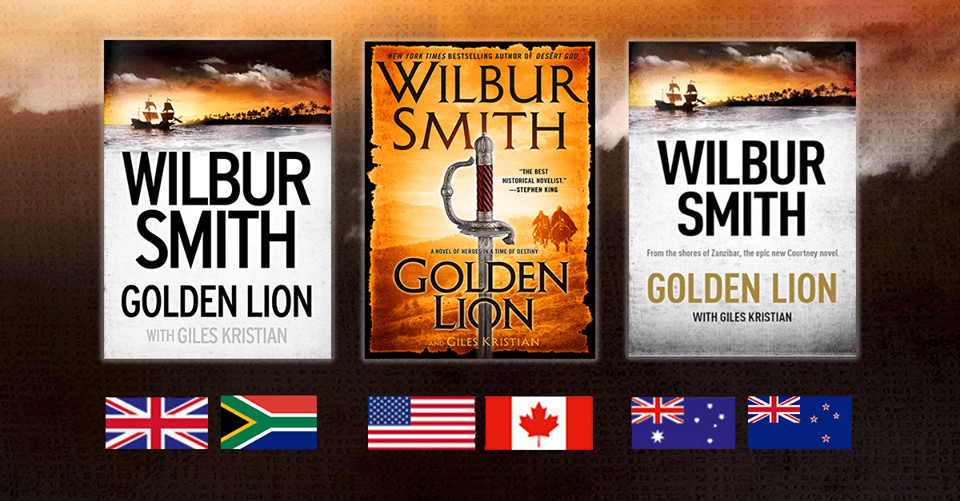 WILBUR
SMITH
GOLDEN LION
WITH GILES KRISTIAN
NEW YORK TIMES BESTSELLING AUTHOR OF DESERT GOD
WILBUR
SMITH
"THE BEST
HISTORICAL NOVELIST."
—STEPHEN KING
A NOVEL OF HEROES IN A TIME OF DESTINY
GOLDEN
LION
AND GILES KRISTIAN
WILBUR
SMITH
From the shores of Zanzibar, the epic new Courtney novel
GOLDEN LION
WITH GILES KRISTIAN